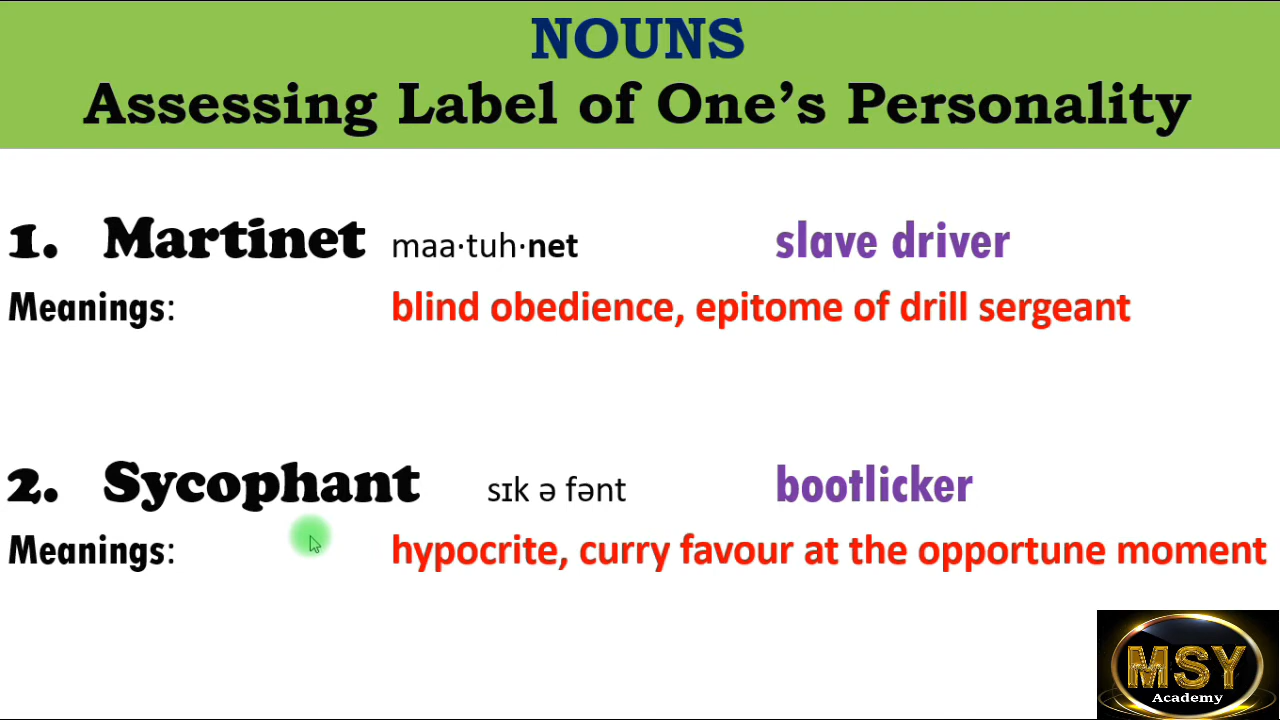 NOUNS
Assessing Label of One’s Personality
1. Martinet maa·tuh·net slave driver
Meanings: blind obedience, epitome of drill sergeant
2. Sycophant sɪk ə fənt bootlicker
Meanings: hypocrite, curry favour at the opportune moment
MSY
Academy